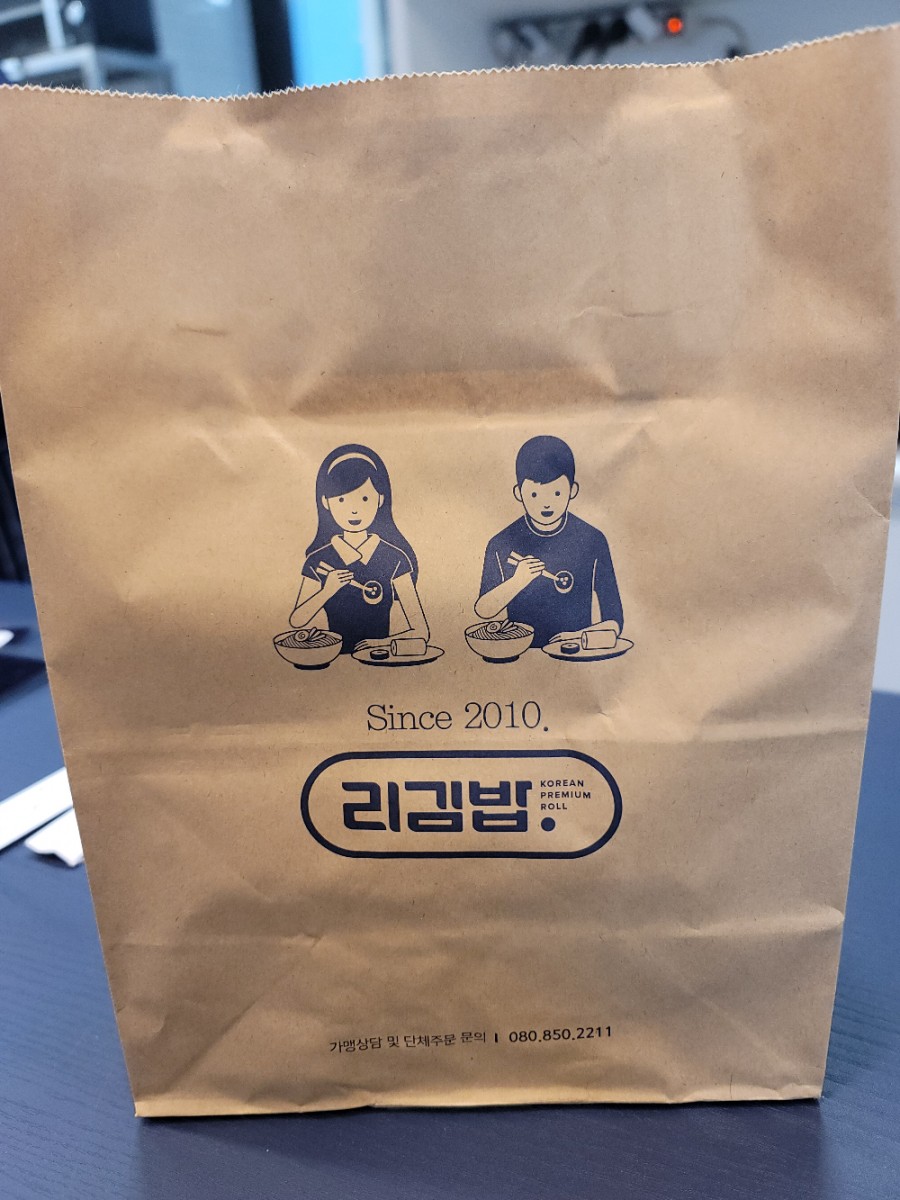 Since 2010.
리김밥.
KOREAN
PREMIUM
ROLL
가맹상담 및 단체주문 문의 | 080.850.2211